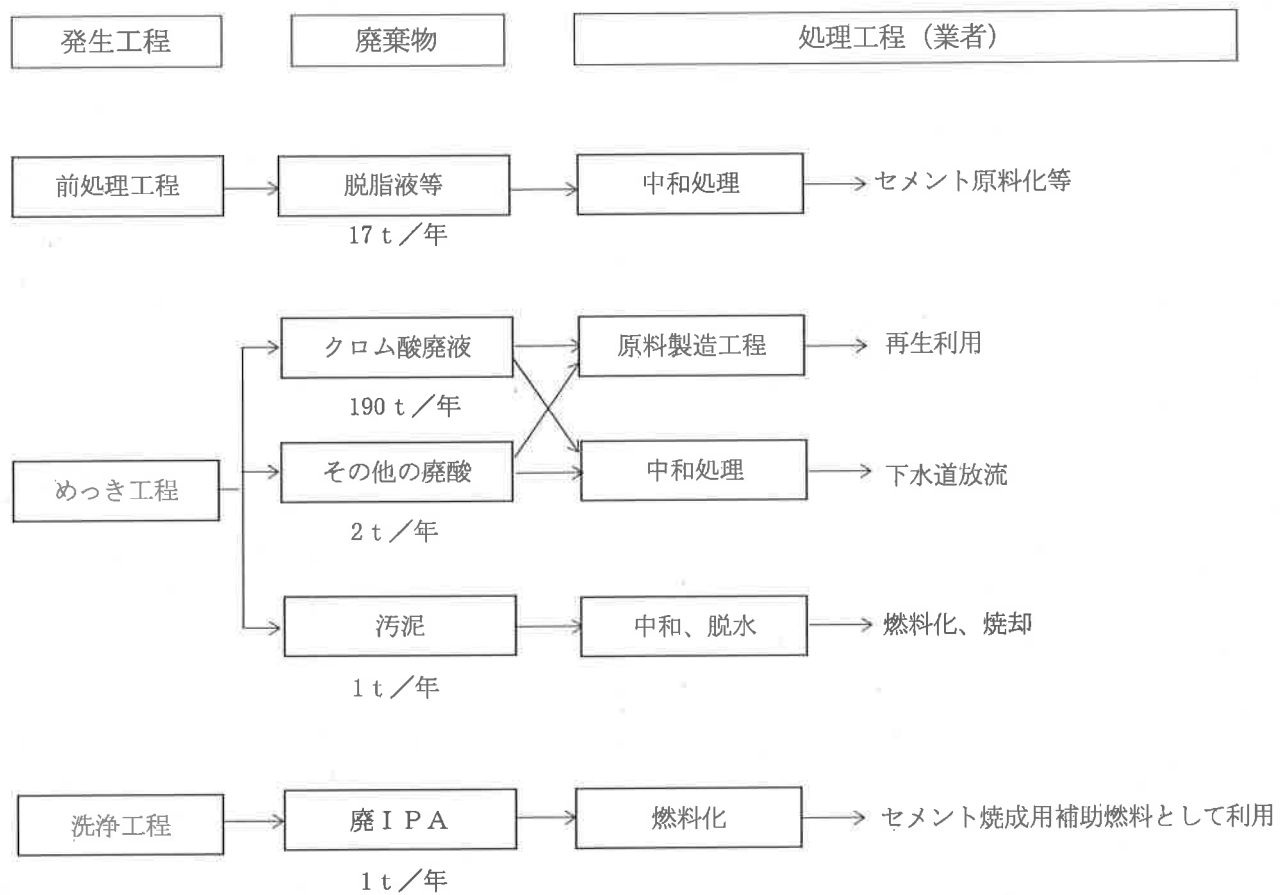 発生工程 廃棄物 処理工程（業者）
前処理工程 脱脂液等 中和処理 セメント原料化等
17ｔ／年
クロム酸廃液 原料製造工程 再生利用
190ｔ／年
めっき工程 その他の廃酸 中和処理 下水道放流
2ｔ／年
汚泥 中和、脱水 燃料化、焼却
1ｔ／年
洗浄工程 廃ＩＰＡ 燃料化 セメント焼成用補助燃料として利用
1ｔ／年